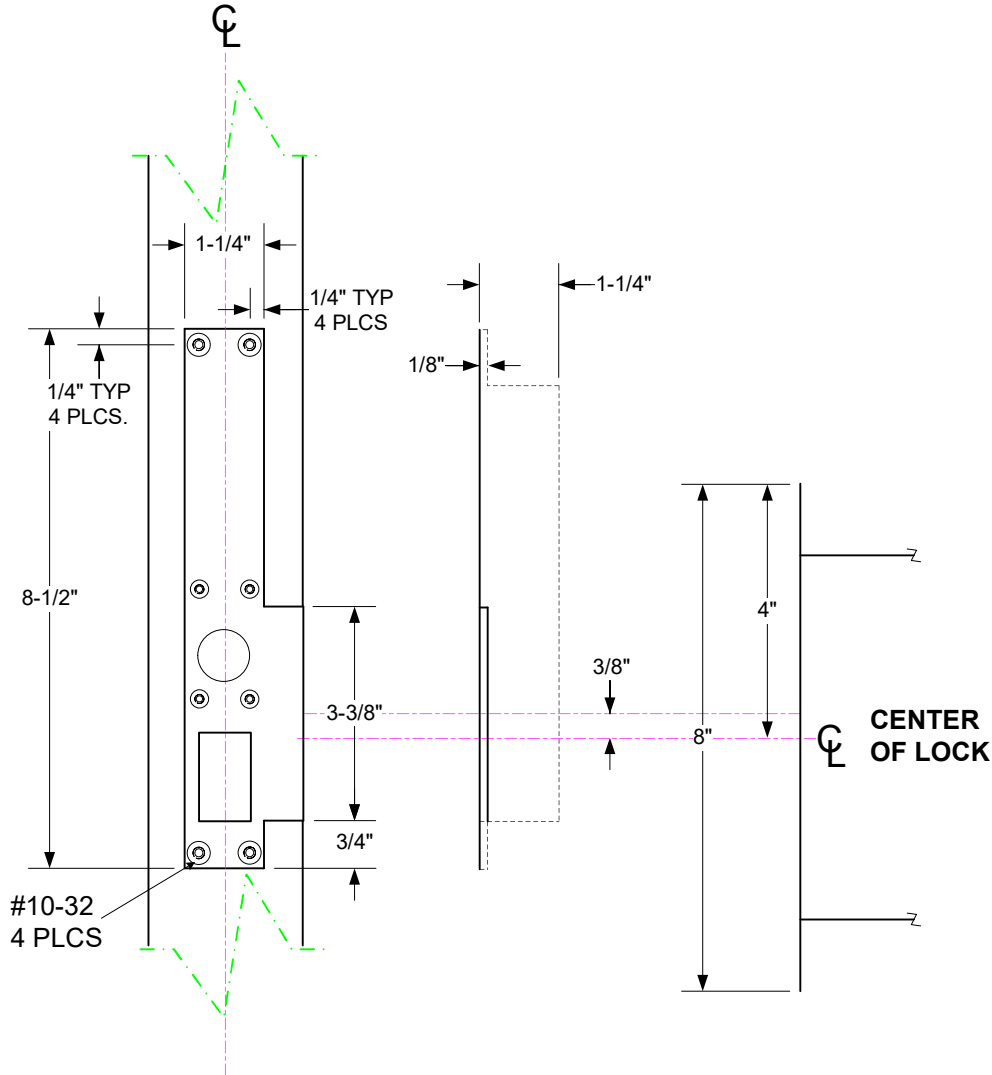 ℄
1-1/4"
1/4" TYP
4 PLCS
1-1/4"
1/8"
1/4" TYP
4 PLCS.
8-1/2"
4"
3/8"
3-3/8"
8"
℄
CENTER
OF LOCK
3/4"
#10-32
4 PLCS